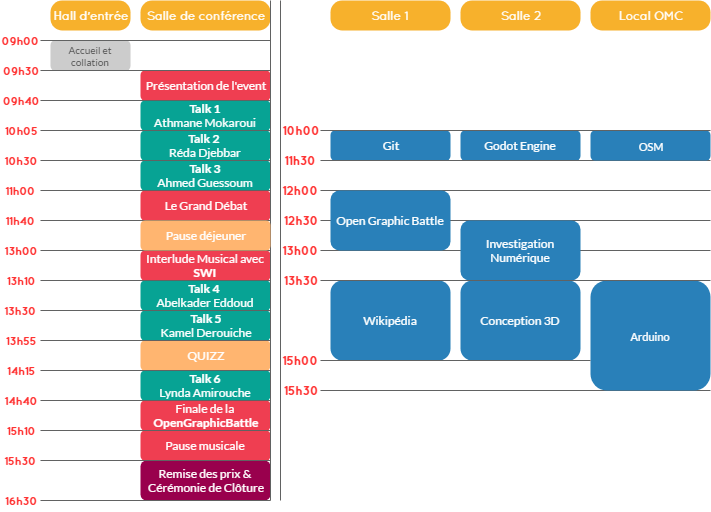 Hall d'entrée
Salle de conférence
09h00
Accueil et
collation
09h30
Présentation de l'event
09h40
Talk 1
Athmane Mokaroui
10h05
Talk 2
Réda Djebbar
10h30
Talk 3
Ahmed Guessoum
11h00
Le Grand Débat
11h40
Pause déjeuner
13h00
Interlude Musical avec
SWI
13h10
Talk 4
Abelkader Eddoud
13h30
Talk 5
Kamel Derouiche
13h55
QUIZZ
14h15
Talk 6
Lynda Amirouche
14h40
Finale de la
OpenGraphicBattle
15h10
Pause musicale
15h30
Remise des prix &
Cérémonie de Clôture
16h30
Salle 1
Salle 2
Local OMC
10h00
Git
Godot Engine
OSM
11h30
12h00
Open Graphic Battle
12h30
Investigation
Numérique
13h00
13h30
Wikipédia
Conception 3D
Arduino
15h00
15h30